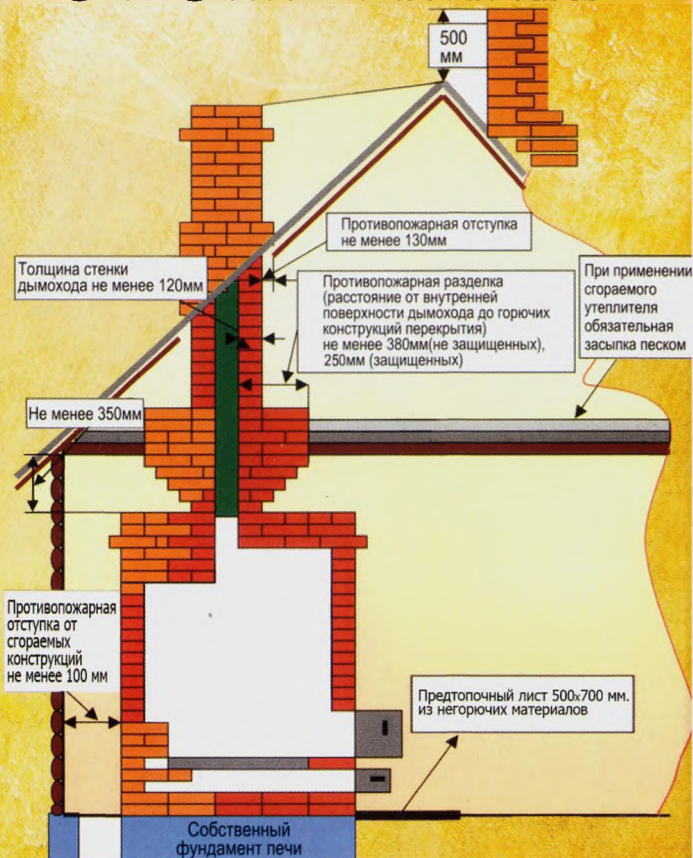 500
мм
Противопожарная отступка
не менее 130мм
Толщина стенки
дымохода не менее 120мм
Противопожарная разделка
(расстояние от внутренней
поверхности дымохода до горючих
конструкций перекрытия)
не менее 380мм(не защищенных),
250мм (защищенных)
При применении
сгораемого
утеплителя
обязательная
засыпка песком
Не менее 350мм
Противопожарная
отступка от
сгораемых
конструкций
не менее 100 мм
Предтопочный лист 500х700 мм.
из негорючих материалов
Собственный
фундамент печи